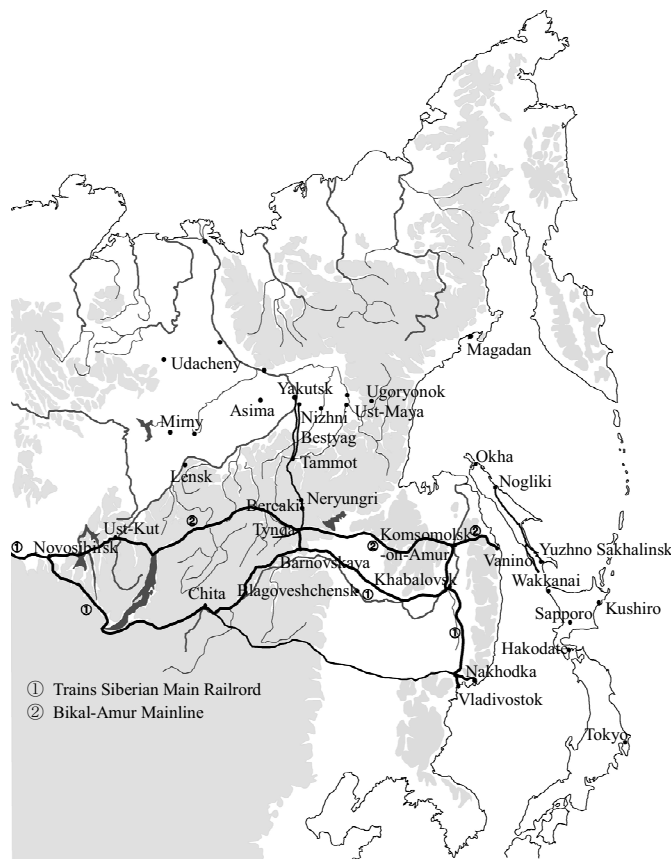 Magadan
Udacheny
Yakutsk
Ugoryonok
Asima
Nizhni
Ust-Maya
Mirny
Bestyag
Tammot
Lensk
Okha
Nogliki
Neryungri
Bercakit
②
Ust-Kut
Tynda
Komsomolsk
-on-Amur
②
②
①
Novosibirsk
Vanino
Yuzhno Sakhalinsk
Barnovskaya
Khabalovsk
Wakkanai
Chita
Blagoveshchensk
①
Kushiro
①
Sapporo
①
Hakodato
Nakhodka
Vladivostok
① Trains Siberian Main Railrord
② Bikal-Amur Mainline
Tokyo